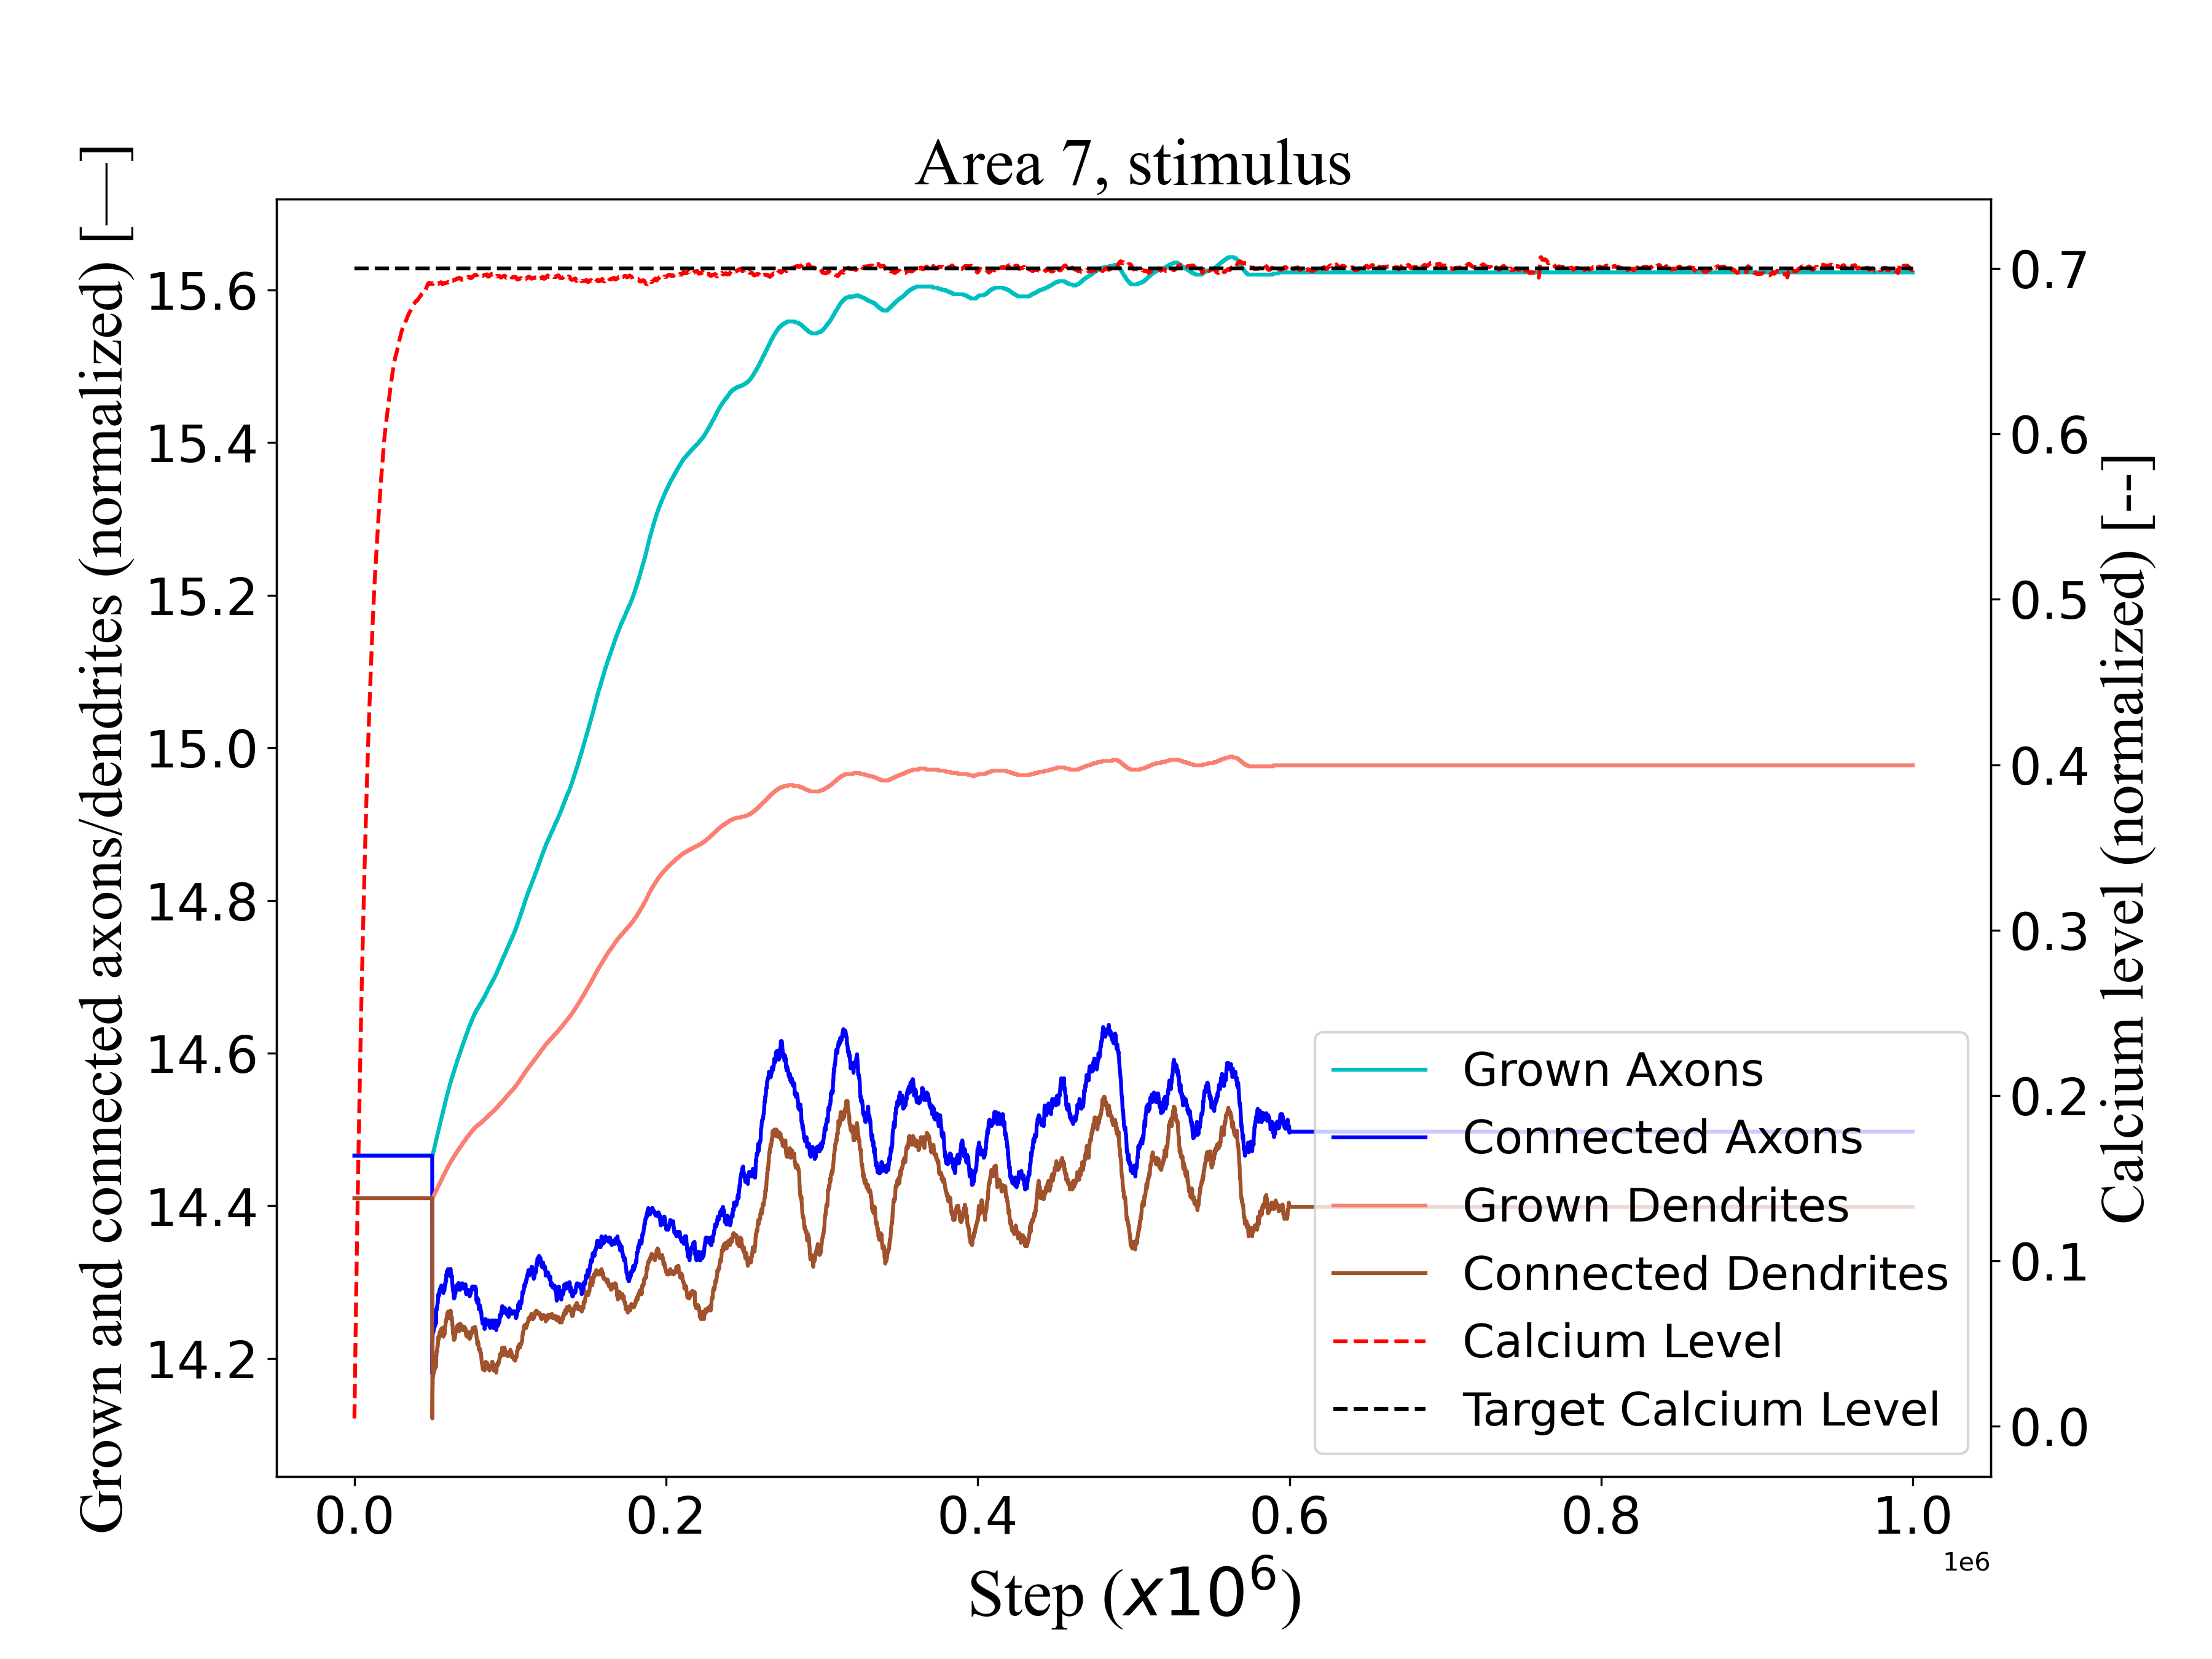 Area 7, stimulus
Grown and connected axons/dendrites (normalized) [—]
15.6
15.4
15.2
15.0
14.8
14.6
14.4
14.2
0.7
0.6
0.5
0.4
0.3
0.2
0.1
0.0
Calcium level (normalized) [--]
Grown Axons
Connected Axons
Grown Dendrites
Connected Dendrites
Calcium Level
Target Calcium Level
0.0 0.2 0.4 0.6 0.8 1.0
1e6
Step (x10⁶)